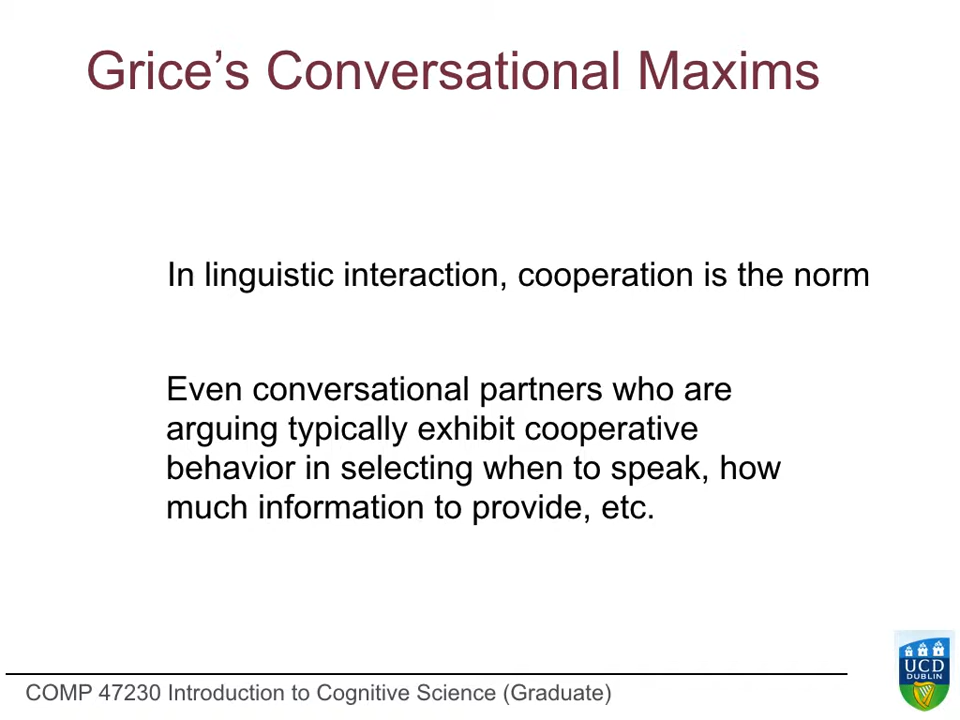 Grice’s Conversational Maxims
In linguistic interaction, cooperation is the norm
Even conversational partners who are
arguing typically exhibit cooperative
behavior in selecting when to speak, how
much information to provide, etc.
COMP 47230 Introduction to Cognitive Science (Graduate)
UCD
DUBLIN